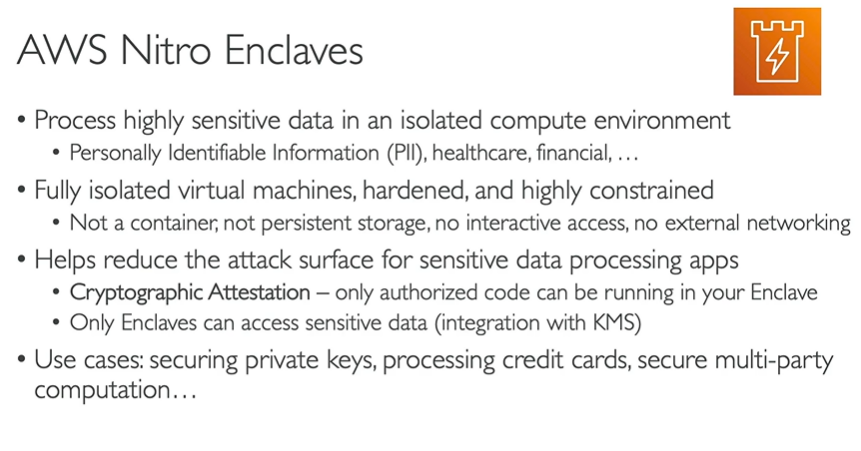 AWS Nitro Enclaves
• Process highly sensitive data in an isolated compute environment
• Personally Identifiable Information (PII), healthcare, financial, …
• Fully isolated virtual machines, hardened, and highly constrained
• Not a container, not persistent storage, no interactive access, no external networking
• Helps reduce the attack surface for sensitive data processing apps
• Cryptographic Attestation – only authorized code can be running in your Enclave
• Only Enclaves can access sensitive data (integration with KMS)
• Use cases: securing private keys, processing credit cards, secure multi-party
computation…